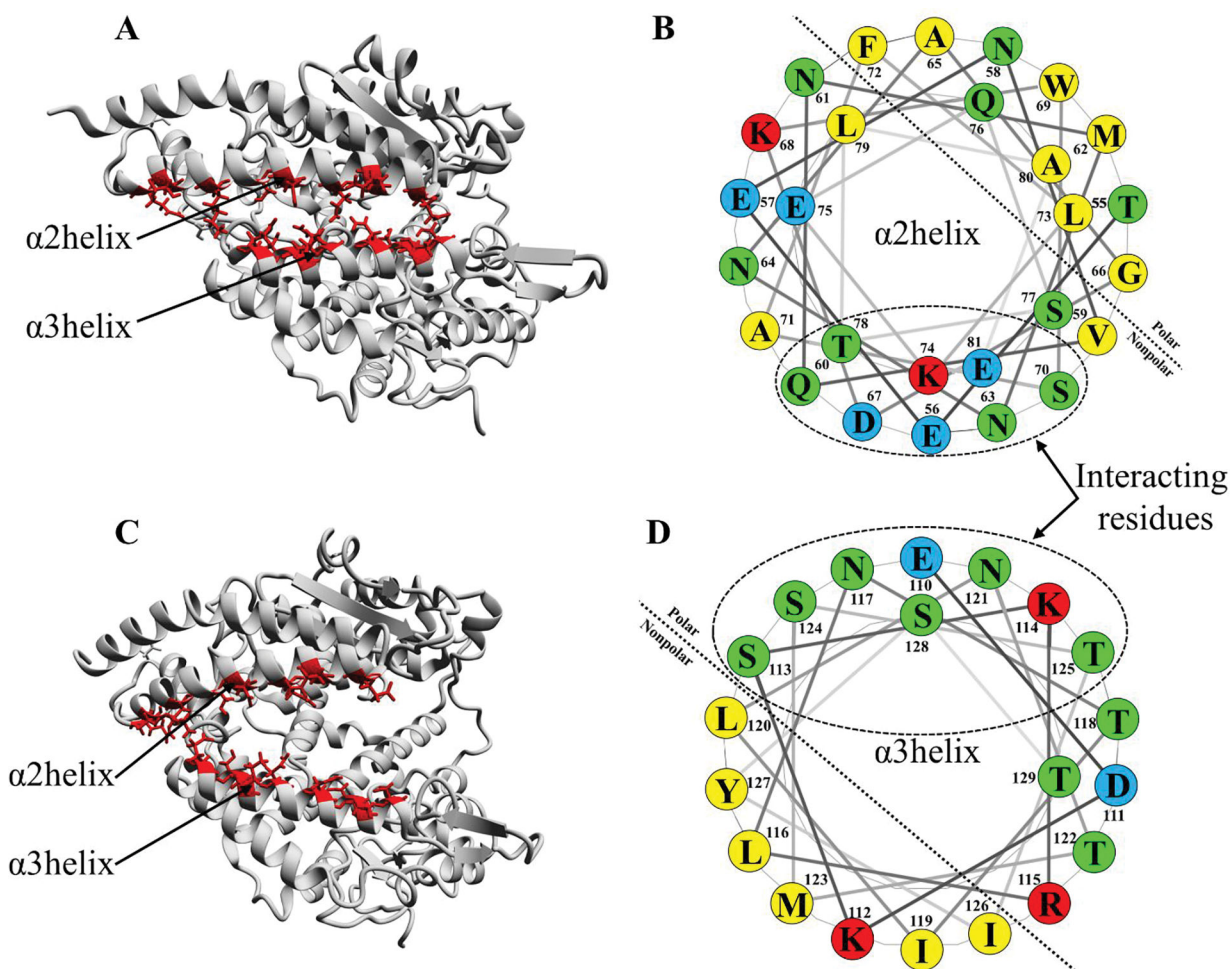 A
α2helix
α3helix
B
F
72
A
65
N
58
N
61
Q
76
W
69
K
68
L
79
M
62
E
57
E
75
A
80
L
73
T
55
N
64
α2helix
G
66
A
71
T
78
S
77
V
59
Polar
Nonpolar
Q
60
K
74
E
81
S
70
D
67
E
56
N
63
Interacting
residues
C
α2helix
α3helix
D
N
117
E
110
N
121
S
124
S
128
K
114
S
113
T
125
Polar
Nonpolar
L
120
α3helix
T
118
Y
127
T
129
D
111
L
116
T
122
M
123
K
112
I
119
I
126
R
115